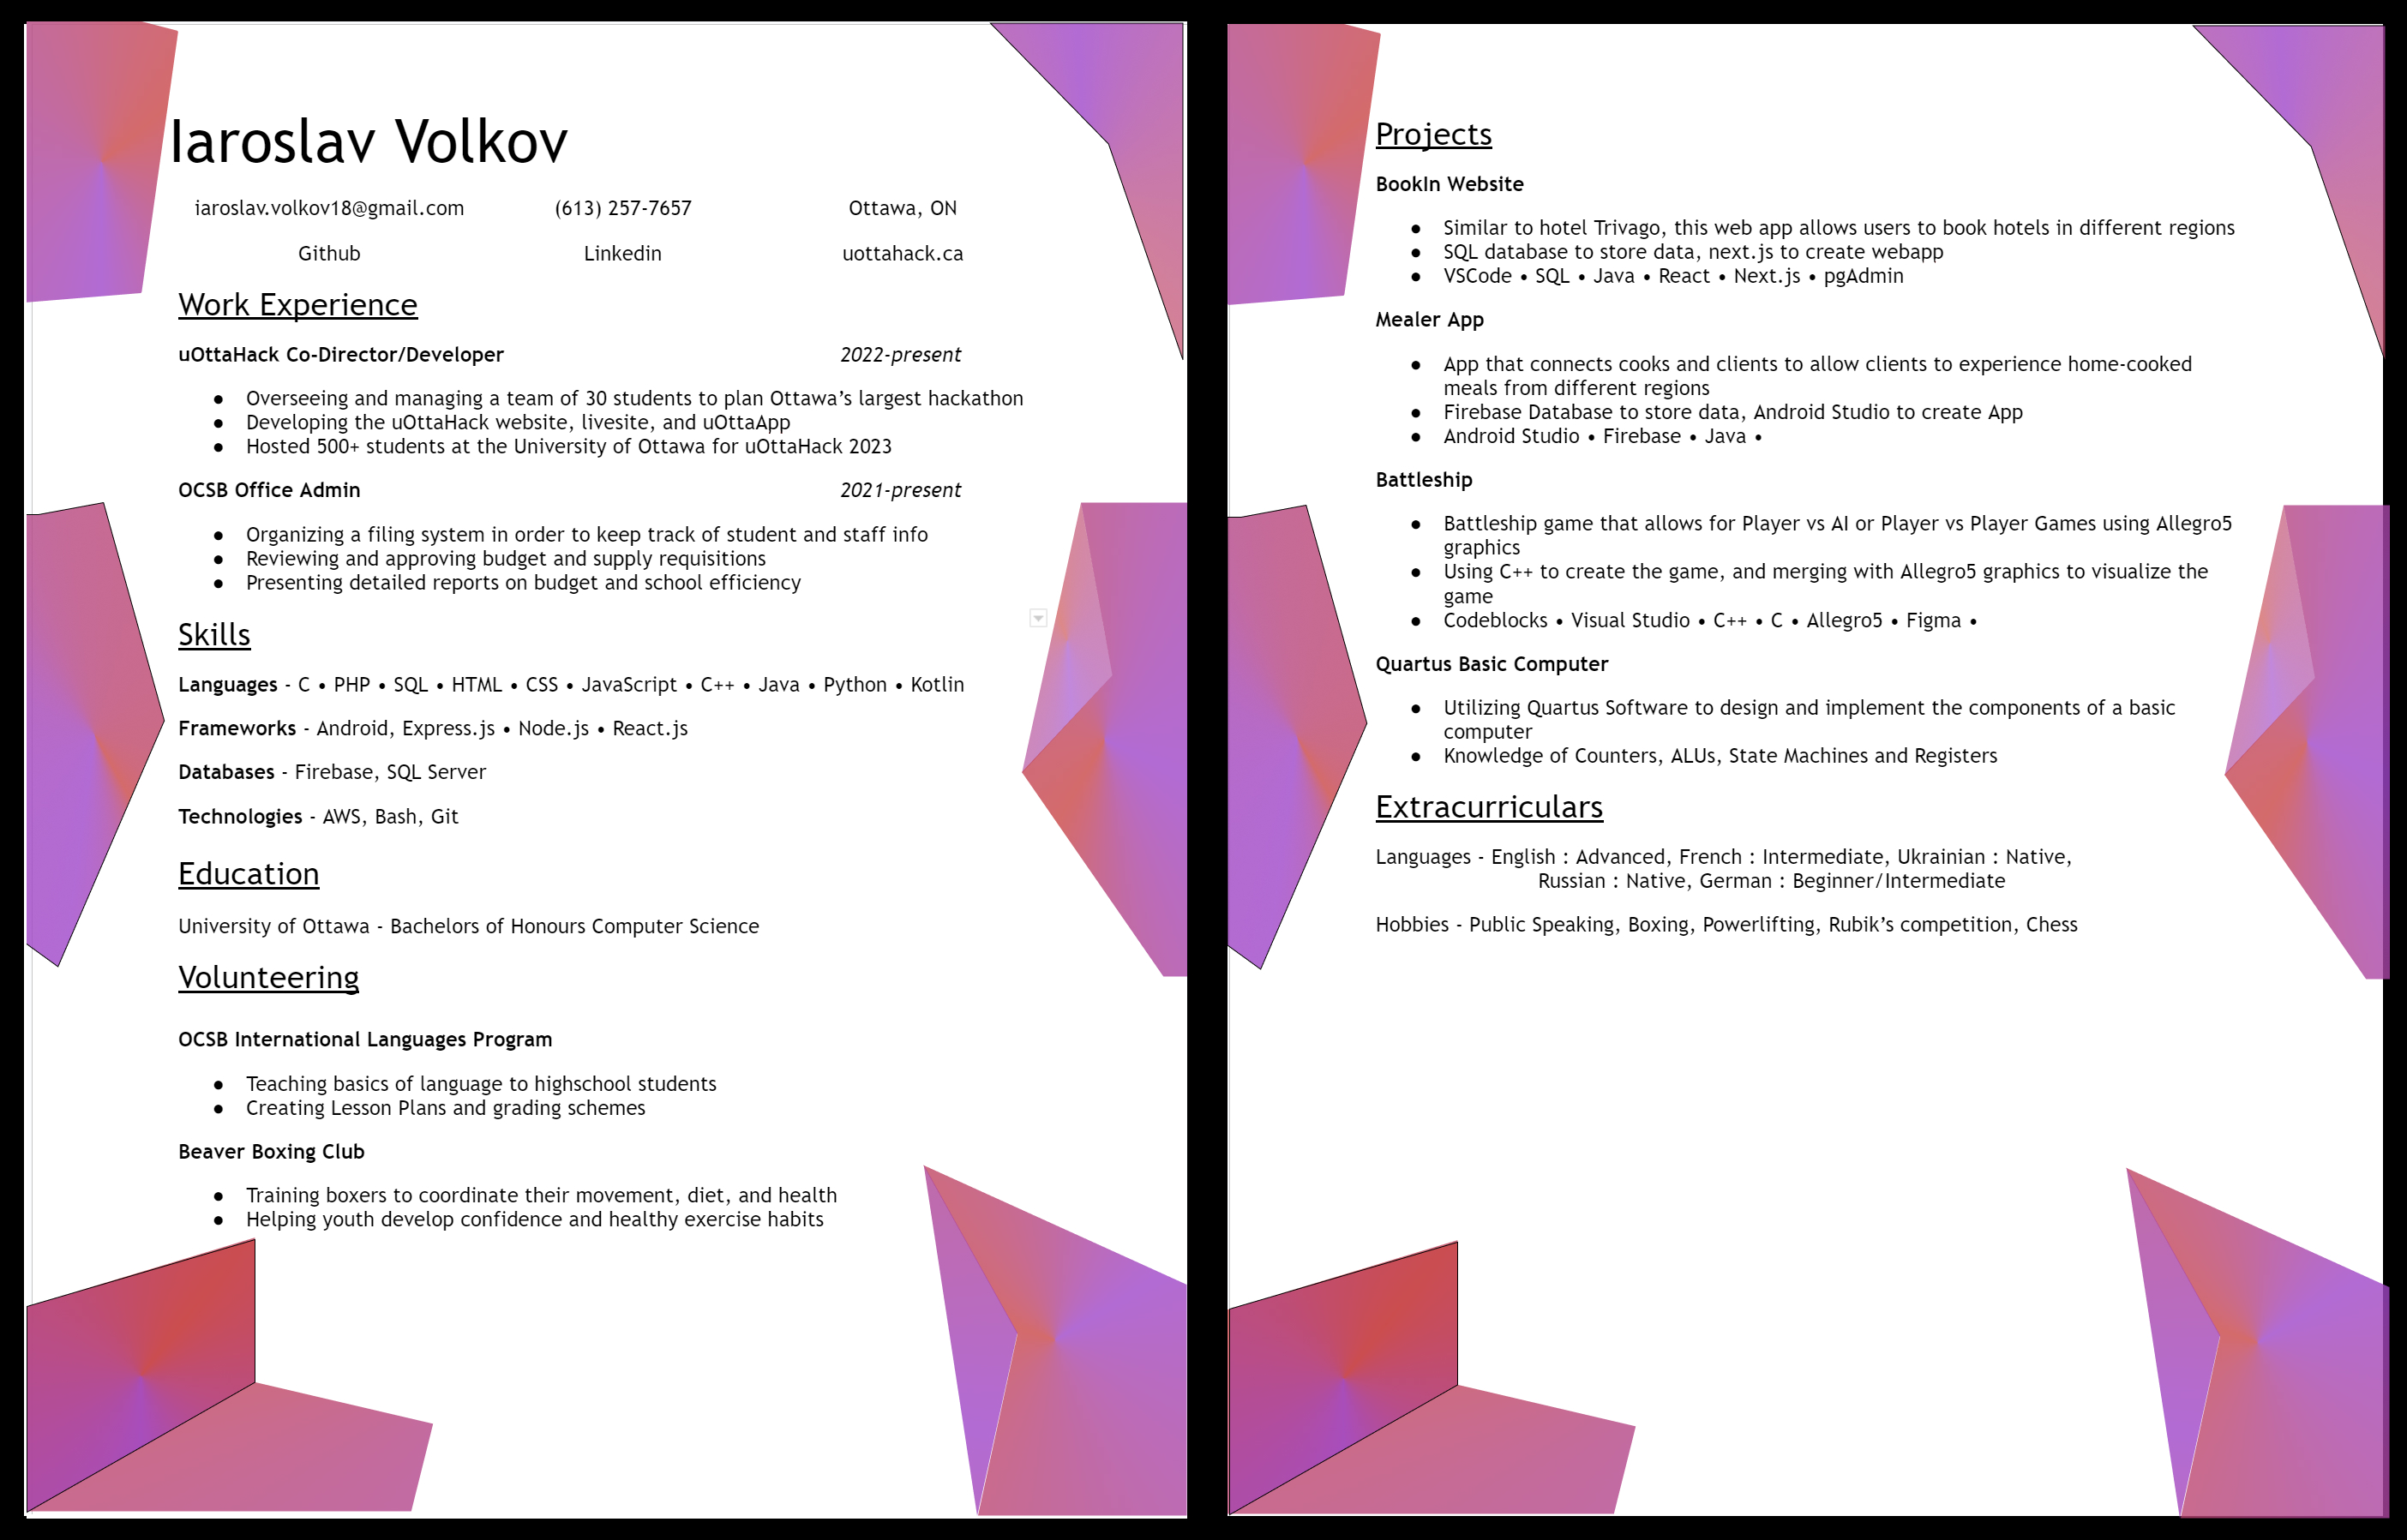 Iaroslav Volkov
iaroslav.volkov18@gmail.com (613) 257-7657 Ottawa, ON
Github Linkedin uottahack.ca
Work Experience
uOttaHack Co-Director/Developer 2022-present
● Overseeing and managing a team of 30 students to plan Ottawa’s largest hackathon
● Developing the uOttaHack website, livesite, and uOttaApp
● Hosted 500+ students at the University of Ottawa for uOttaHack 2023
OCSB Office Admin 2021-present
● Organizing a filing system in order to keep track of student and staff info
● Reviewing and approving budget and supply requisitions
● Presenting detailed reports on budget and school efficiency
Skills
Languages - C • PHP • SQL • HTML • CSS • JavaScript • C++ • Java • Python • Kotlin
Frameworks - Android, Express.js • Node.js • React.js
Databases - Firebase, SQL Server
Technologies - AWS, Bash, Git
Education
University of Ottawa - Bachelors of Honours Computer Science
Volunteering
OCSB International Languages Program
● Teaching basics of language to highschool students
● Creating Lesson Plans and grading schemes
Beaver Boxing Club
● Training boxers to coordinate their movement, diet, and health
● Helping youth develop confidence and healthy exercise habits
Projects
BookIn Website
● Similar to hotel Trivago, this web app allows users to book hotels in different regions
● SQL database to store data, next.js to create webapp
● VSCode • SQL • Java • React • Next.js • pgAdmin
Mealer App
● App that connects cooks and clients to allow clients to experience home-cooked
meals from different regions
● Firebase Database to store data, Android Studio to create App
● Android Studio • Firebase • Java •
Battleship
● Battleship game that allows for Player vs AI or Player vs Player Games using Allegro5
graphics
● Using C++ to create the game, and merging with Allegro5 graphics to visualize the
game
● Codeblocks • Visual Studio • C++ • C • Allegro5 • Figma •
Quartus Basic Computer
● Utilizing Quartus Software to design and implement the components of a basic
computer
● Knowledge of Counters, ALUs, State Machines and Registers
Extracurriculars
Languages - English : Advanced, French : Intermediate, Ukrainian : Native,
Russian : Native, German : Beginner/Intermediate
Hobbies - Public Speaking, Boxing, Powerlifting, Rubik’s competition, Chess